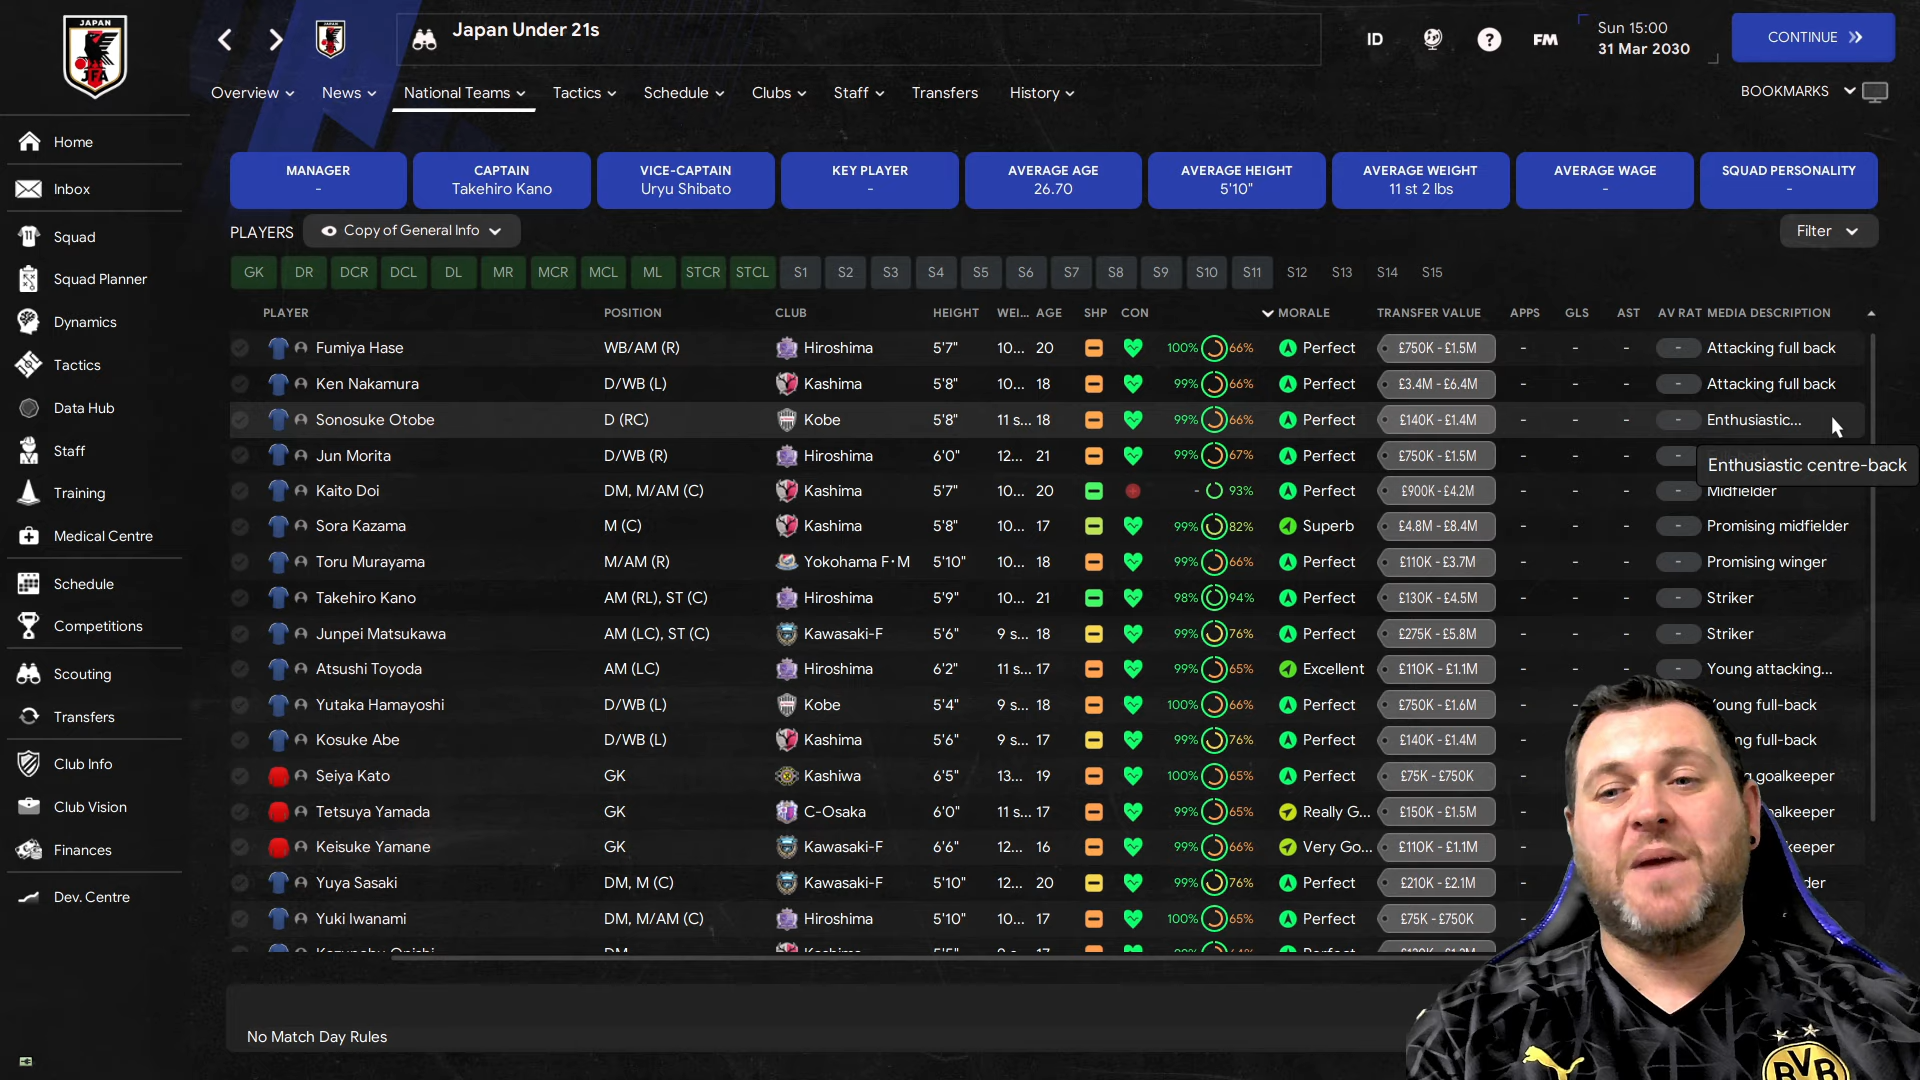 JAPAN
JFA
Japan Under 21s
ID
FM
Sun 15:00
31 Mar 2030
CONTINUE
Overview
News
National Teams
Tactics
Schedule
Clubs
Staff
Transfers
History
BOOKMARKS
Home
Inbox
Squad
Squad Planner
Dynamics
Tactics
Data Hub
Staff
Training
Medical Centre
Schedule
Competitions
Scouting
Transfers
Club Info
Club Vision
Finances
Dev. Centre
MANAGER
-
CAPTAIN
Takehiro Kano
VICE-CAPTAIN
Uryu Shibato
KEY PLAYER
-
AVERAGE AGE
26.70
AVERAGE HEIGHT
5'10"
AVERAGE WEIGHT
11 st 2 lbs
AVERAGE WAGE
-
SQUAD PERSONALITY
-
PLAYERS Copy of General Info Filter
GK DR DCR DCL DL MR MCR MCL ML STCR STCL S1 S2 S3 S4 S5 S6 S7 S8 S9 S10 S11 S12 S13 S14 S15
PLAYER POSITION CLUB HEIGHT WEI... AGE SHP CON MORALE TRANSFER VALUE APPS GLS AST AV RAT MEDIA DESCRIPTION
Fumiya Hase WB/AM (R) Hiroshima 5'7" 10... 20 100% 66% Perfect £750K - £1.5M - - - - Attacking full back
Ken Nakamura D/WB (L) Kashima 5'8" 10... 18 99% 66% Perfect £3.4M - £6.4M - - - - Attacking full back
Sonosuke Otobe D (RC) Kobe 5'8" 11 s... 18 99% 66% Perfect £140K - £1.4M - - - - Enthusiastic...
Jun Morita D/WB (R) Hiroshima 6'0" 12... 21 99% 67% Perfect £750K - £1.5M - - -
Enthusiastic centre-back
Kaito Doi DM, M/AM (C) Kashima 5'7" 10... 20 - 93% Perfect £900K - £4.2M - - - - Midfielder
Sora Kazama M (C) Kashima 5'8" 10... 17 99% 82% Superb £4.8M - £8.4M - - - - Promising midfielder
Toru Murayama M/AM (R) Yokohama F·M 5'10" 10... 18 99% 66% Perfect £110K - £3.7M - - - - Promising winger
Takehiro Kano AM (RL), ST (C) Hiroshima 5'9" 10... 21 98% 94% Perfect £130K - £4.5M - - - - Striker
Junpei Matsukawa AM (LC), ST (C) Kawasaki-F 5'6" 9 s... 18 99% 76% Perfect £275K - £5.8M - - - - Striker
Atsushi Toyoda AM (LC) Hiroshima 6'2" 11 s... 17 99% 65% Excellent £110K - £1.1M - - - - Young attacking...
Yutaka Hamayoshi D/WB (L) Kobe 5'4" 9 s... 18 100% 66% Perfect £750K - £1.6M - full-back
Kosuke Abe D/WB (L) Kashima 5'6" 9 s... 17 99% 76% Perfect £140K - £1.4M - full-back
Seiya Kato GK Kashiwa 6'5" 13... 19 100% 65% Perfect £75K - £750K - goalkeeper
Tetsuya Yamada GK C-Osaka 6'0" 11 s... 17 99% 65% Really G... £150K - £1.5M -
Keisuke Yamane GK Kawasaki-F 6'6" 12... 16 99% 66% Very Go... £110K - £1.1M -
Yuya Sasaki DM, M (C) Kawasaki-F 5'10" 12... 20 99% 76% Perfect £210K - £2.1M -
Yuki Iwanami DM, M/AM (C) Hiroshima 5'10" 10... 17 100% 65% Perfect £75K - £750K -
No Match Day Rules
BVB